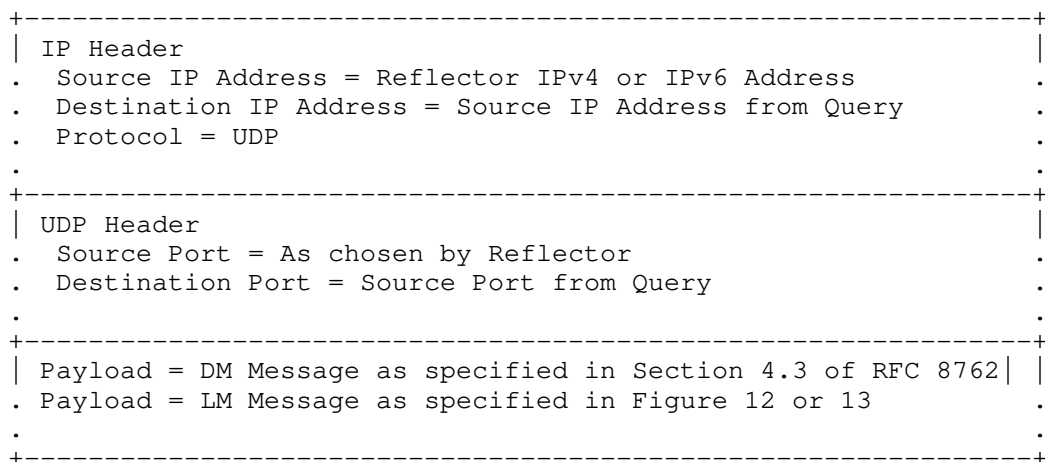 +---------------------------------------------------------------+
| IP Header                                                     |
.  Source IP Address = Reflector IPv4 or IPv6 Address           .
.  Destination IP Address = Source IP Address from Query        .
.  Protocol = UDP                                               .
.                                                               .
+---------------------------------------------------------------+
| UDP Header                                                    |
.  Source Port = As chosen by Reflector                         .
.  Destination Port = Source Port from Query                    .
.                                                               .
+---------------------------------------------------------------+
| Payload = DM Message as specified in Section 4.3 of RFC 8762| |
. Payload = LM Message as specified in Figure 12 or 13          .
.                                                               .
+---------------------------------------------------------------+